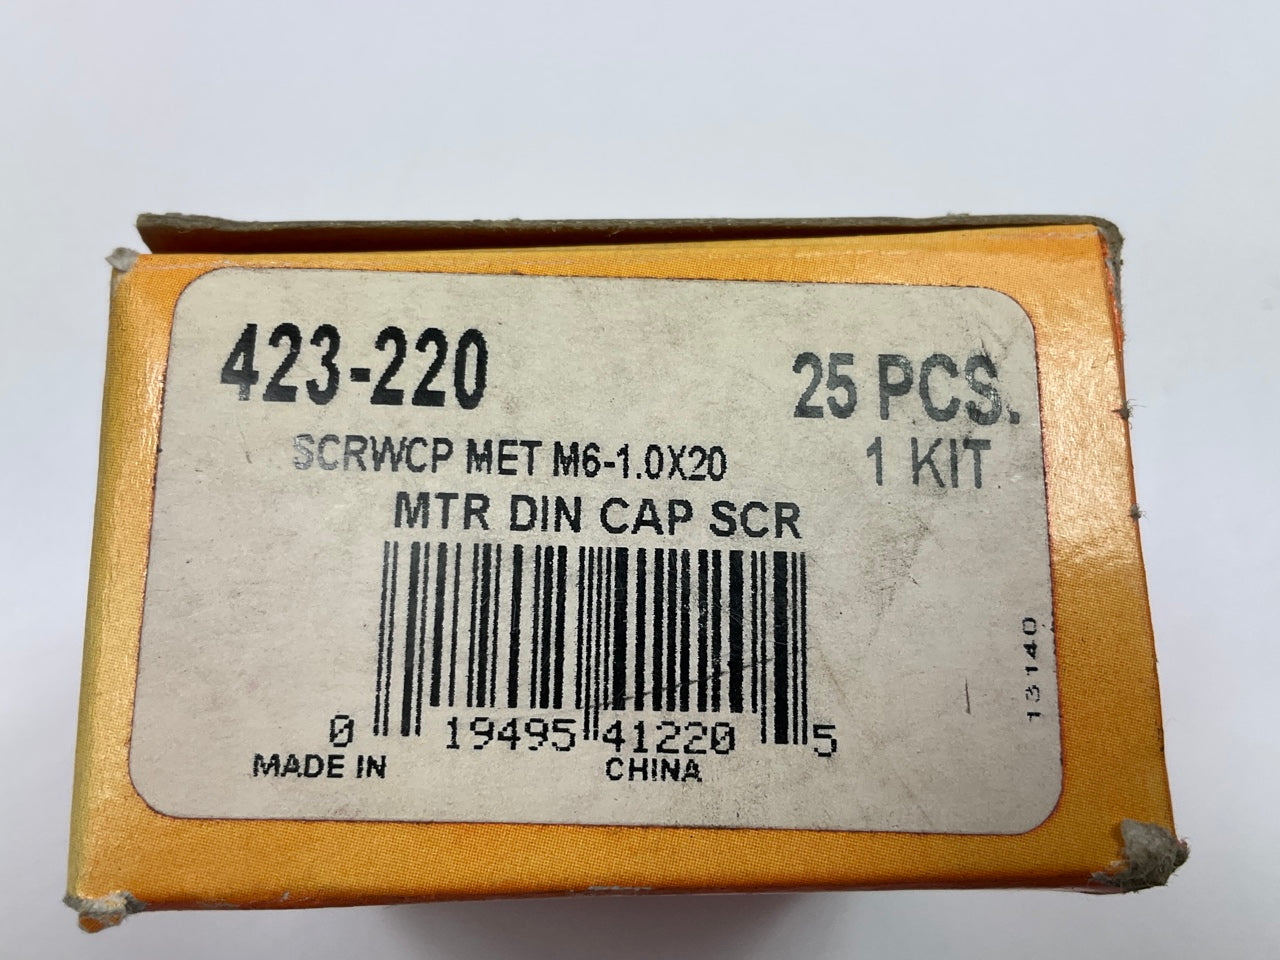 423-220
25 PCS.
SCRWCP MET M6-1.0X20
1 KIT
MTR DIN CAP SCR
0 19495 41220 5
MADE IN CHINA
13140